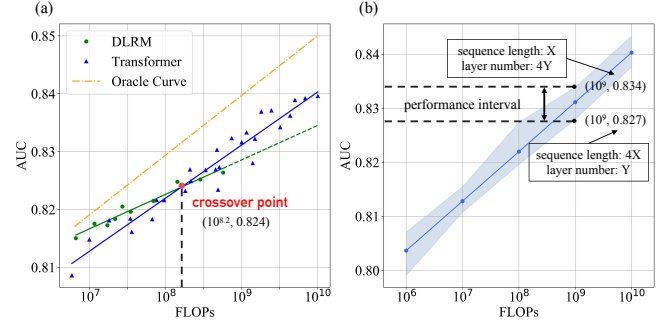 (a)
0.85
0.84
0.83
0.82
0.81
AUC
DLRM
Transformer
Oracle Curve
crossover point
(10^8.2, 0.824)
10^7
10^8
10^9
10^10
FLOPs
(b)
0.84
0.83
0.82
0.81
0.80
AUC
sequence length: X
layer number: 4Y
(10^9, 0.834)
performance interval
(10^9, 0.827)
sequence length: 4X
layer number: Y
10^6
10^7
10^8
10^9
10^10
FLOPs